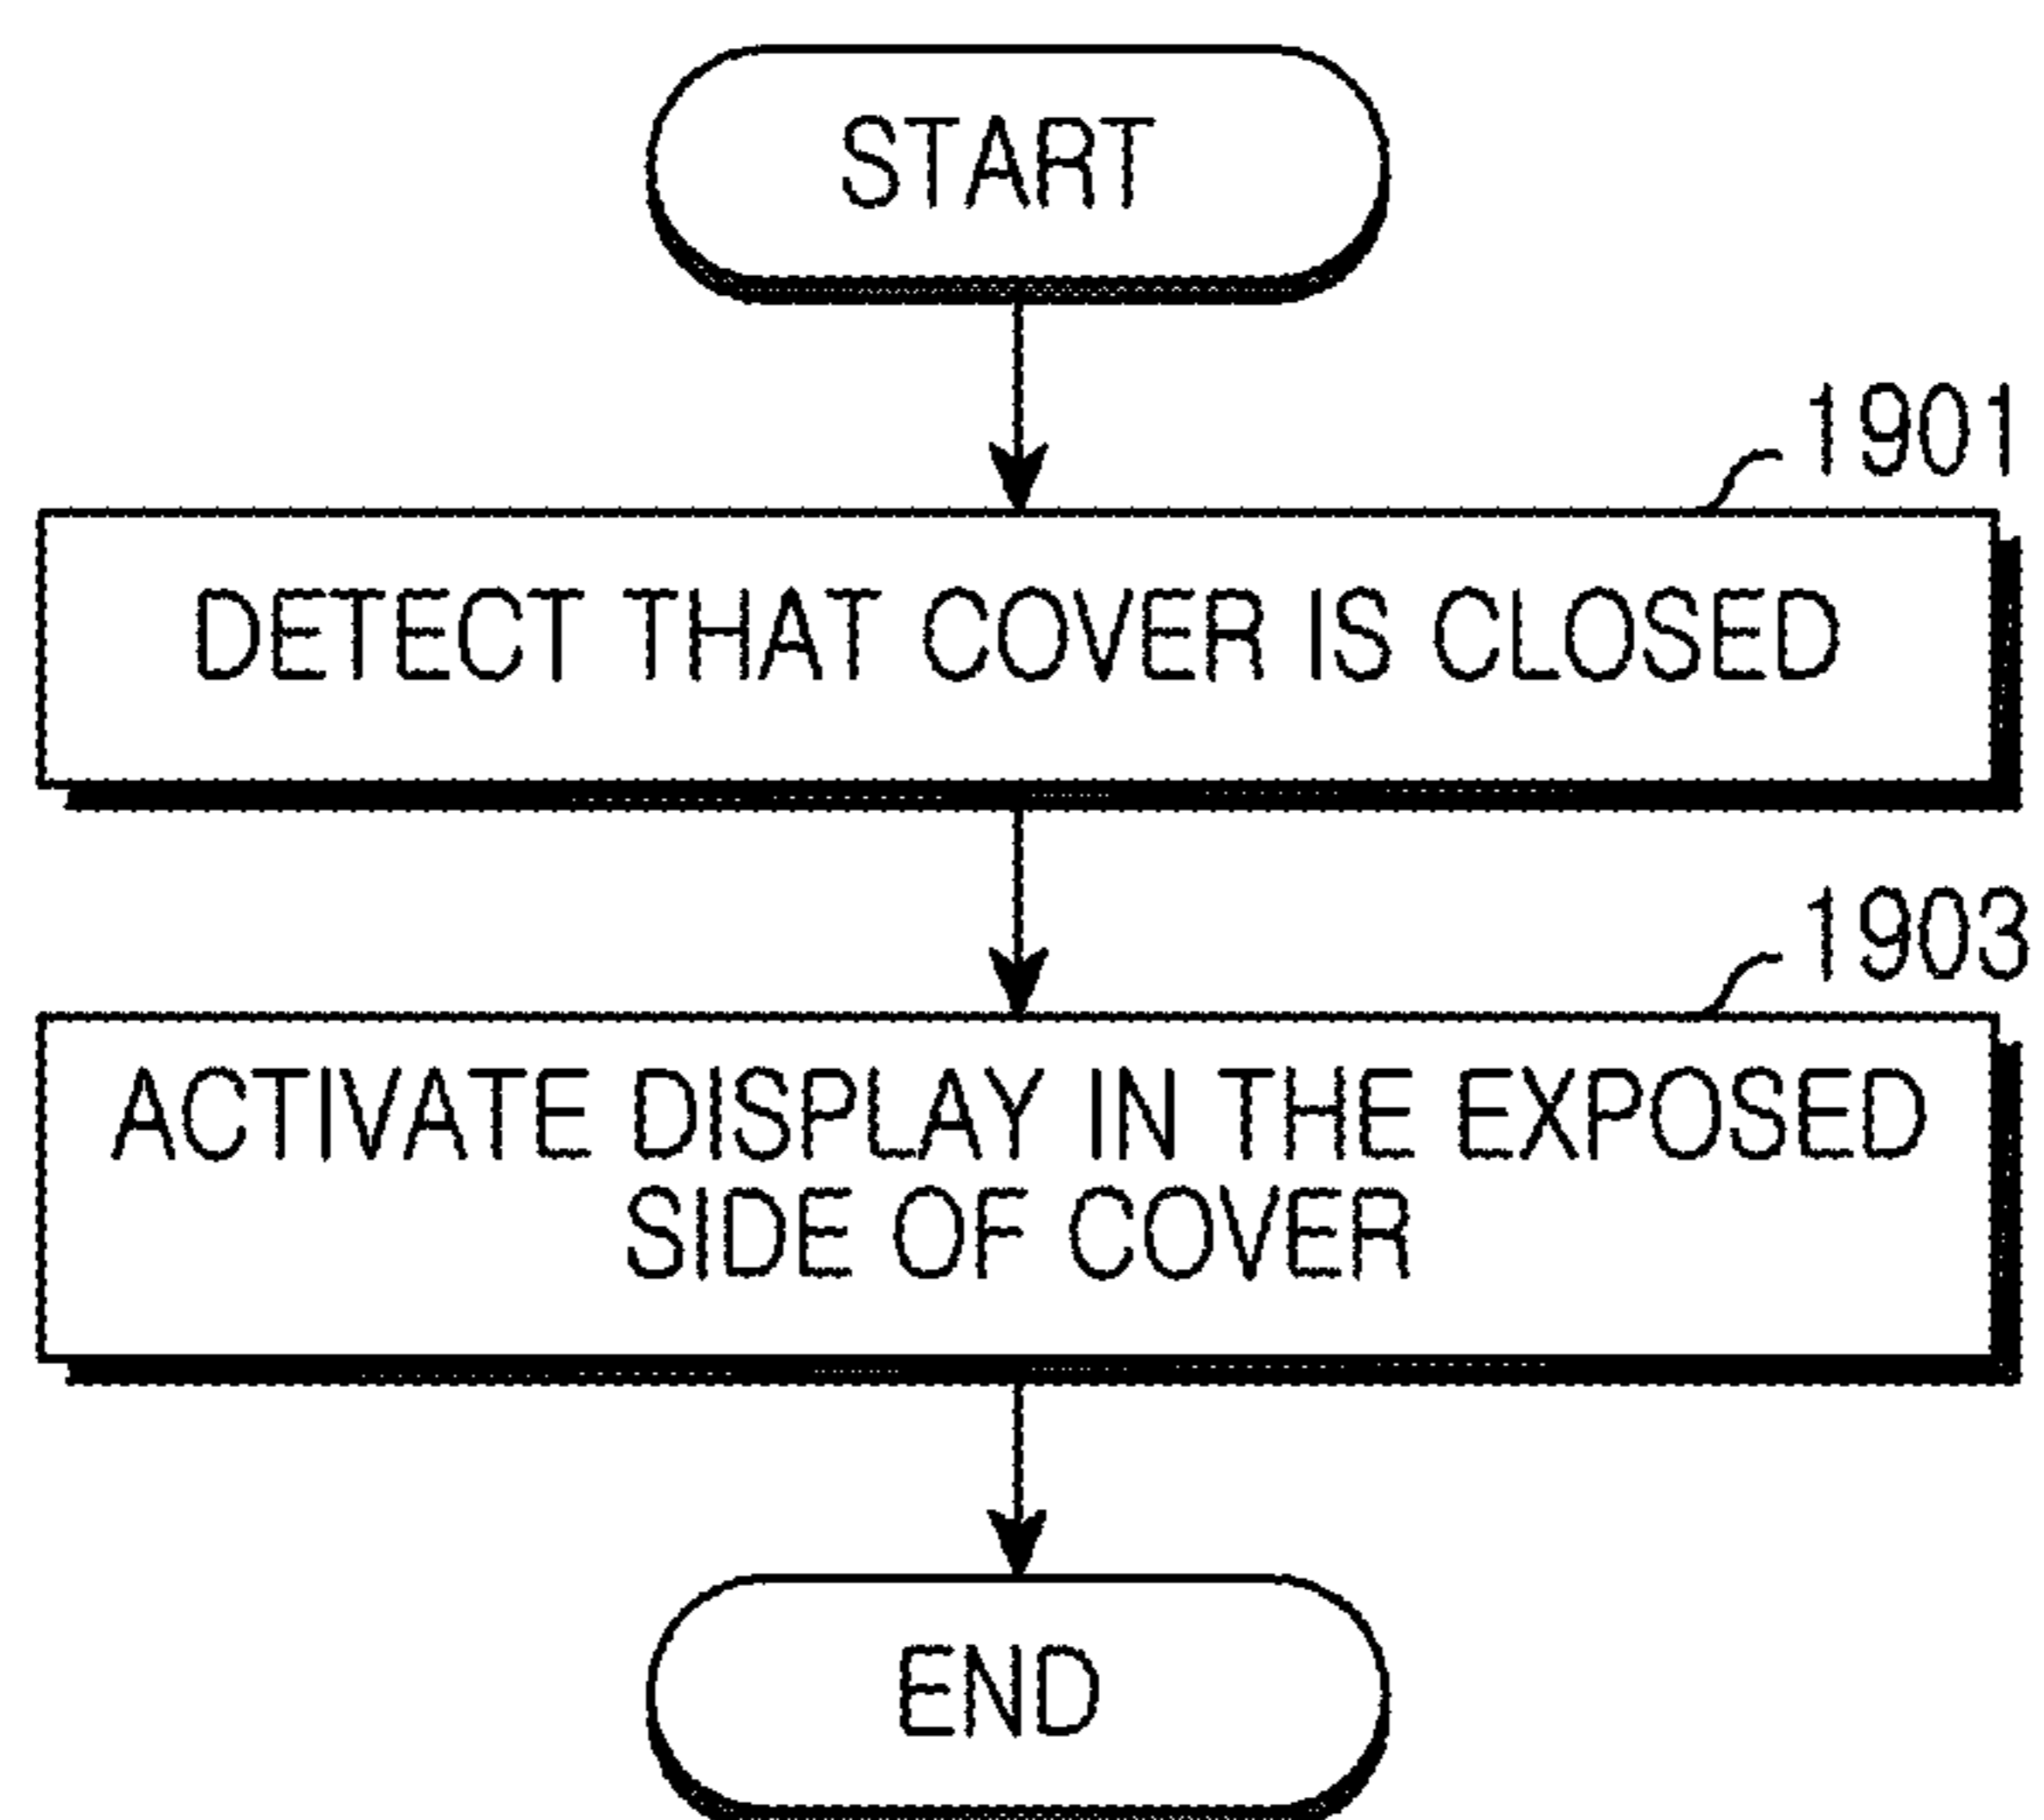 START
1901
DETECT THAT COVER IS CLOSED
1903
ACTIVATE DISPLAY IN THE EXPOSED
SIDE OF COVER
END